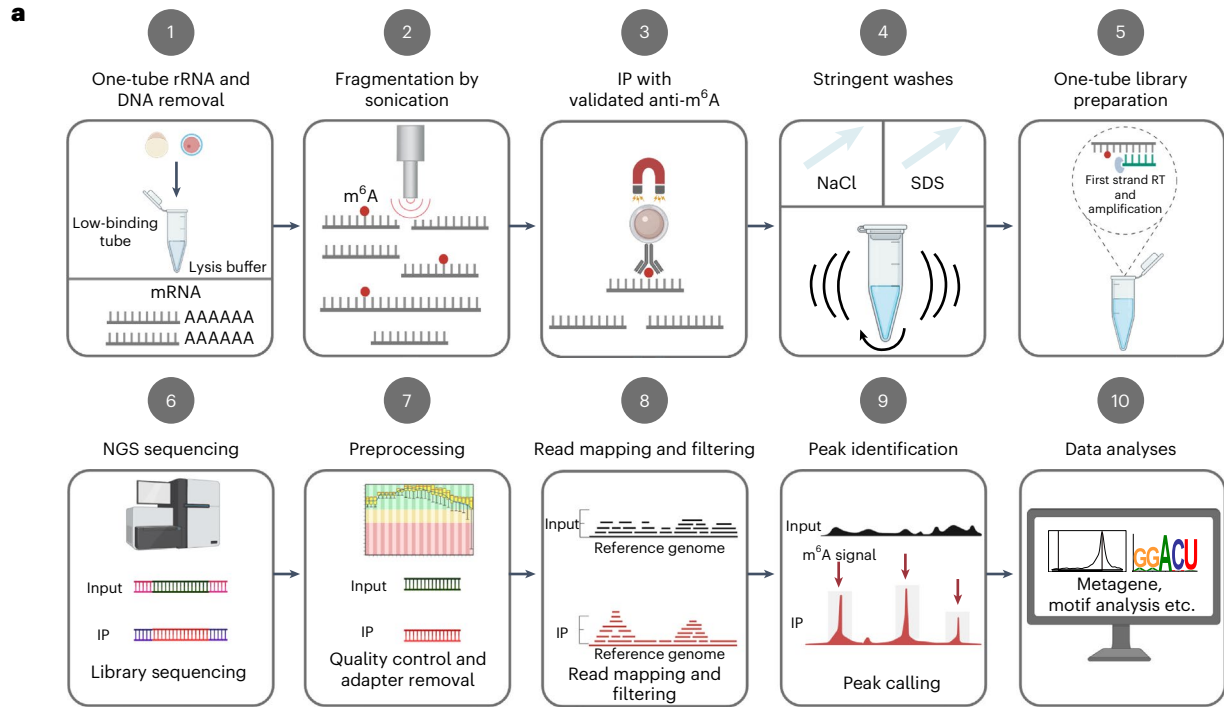 a
1
One-tube rRNA and
DNA removal
Low-binding
tube
Lysis buffer
mRNA
AAAAAA
AAAAAA
2
Fragmentation by
sonication
m⁶A
3
IP with
validated anti-m⁶A
4
Stringent washes
NaCl
SDS
5
One-tube library
preparation
First strand RT
and
amplification
6
NGS sequencing
Input
IP
Library sequencing
7
Preprocessing
Input
IP
Quality control and
adapter removal
8
Read mapping and filtering
Input
Reference genome
IP
Reference genome
Read mapping and
filtering
9
Peak identification
Input
m⁶A signal
IP
Peak calling
10
Data analyses
GGACU
Metagene,
motif analysis etc.